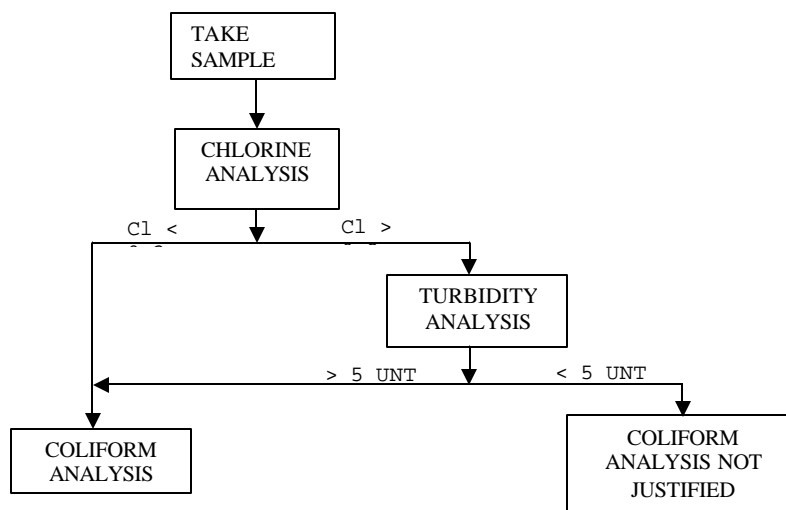 TAKE
SAMPLE
CHLORINE
ANALYSIS
Cl <
Cl >
TURBIDITY
ANALYSIS
> 5 UNT
< 5 UNT
COLIFORM
ANALYSIS
COLIFORM
ANALYSIS NOT
JUSTIFIED